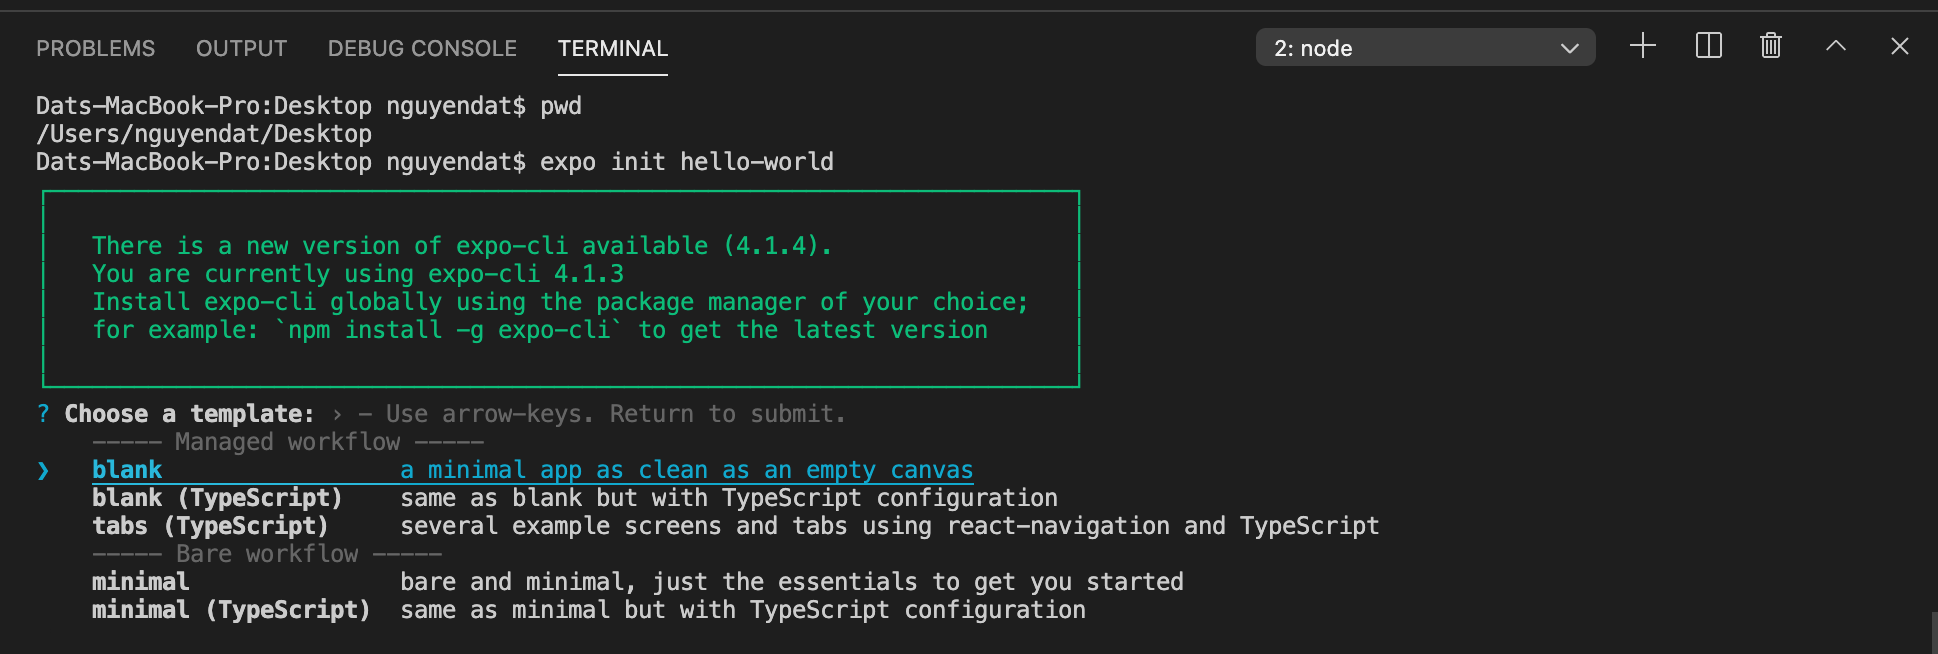 PROBLEMS OUTPUT DEBUG CONSOLE TERMINAL 2: node
Dats-MacBook-Pro:Desktop nguyendat$ pwd
/Users/nguyendat/Desktop
Dats-MacBook-Pro:Desktop nguyendat$ expo init hello-world
There is a new version of expo-cli available (4.1.4).
You are currently using expo-cli 4.1.3
Install expo-cli globally using the package manager of your choice;
for example: `npm install -g expo-cli` to get the latest version
? Choose a template: › - Use arrow-keys. Return to submit.
----- Managed workflow -----
❯ blank a minimal app as clean as an empty canvas
blank (TypeScript) same as blank but with TypeScript configuration
tabs (TypeScript) several example screens and tabs using react-navigation and TypeScript
----- Bare workflow -----
minimal bare and minimal, just the essentials to get you started
minimal (TypeScript) same as minimal but with TypeScript configuration